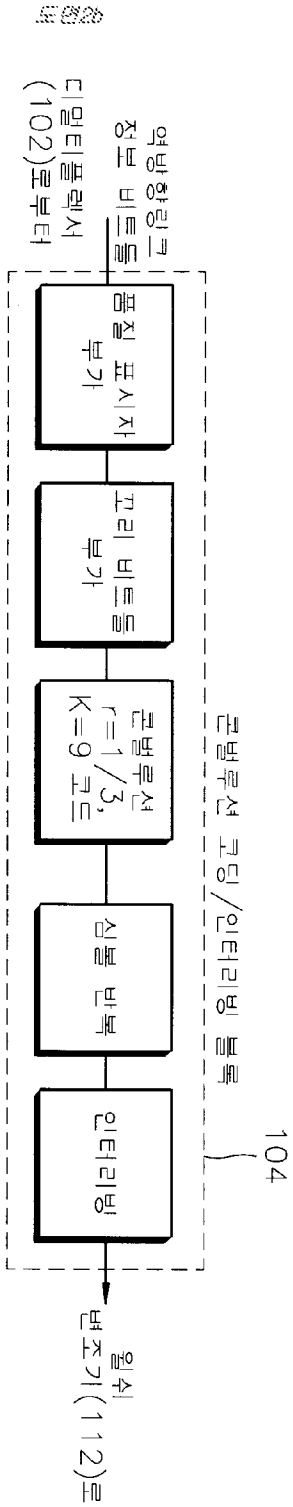 도면2b
컨벌루션 코딩/인터리빙 블록
104
역방향링크
정보 비트들
디멀티플렉서
(102)로부터
품질 표시자
부가
꼬리 비트들
부가
컨벌루션
r=1/3,
K=9 코드
심볼 반복
인터리빙
월쉬
변조기(112)로